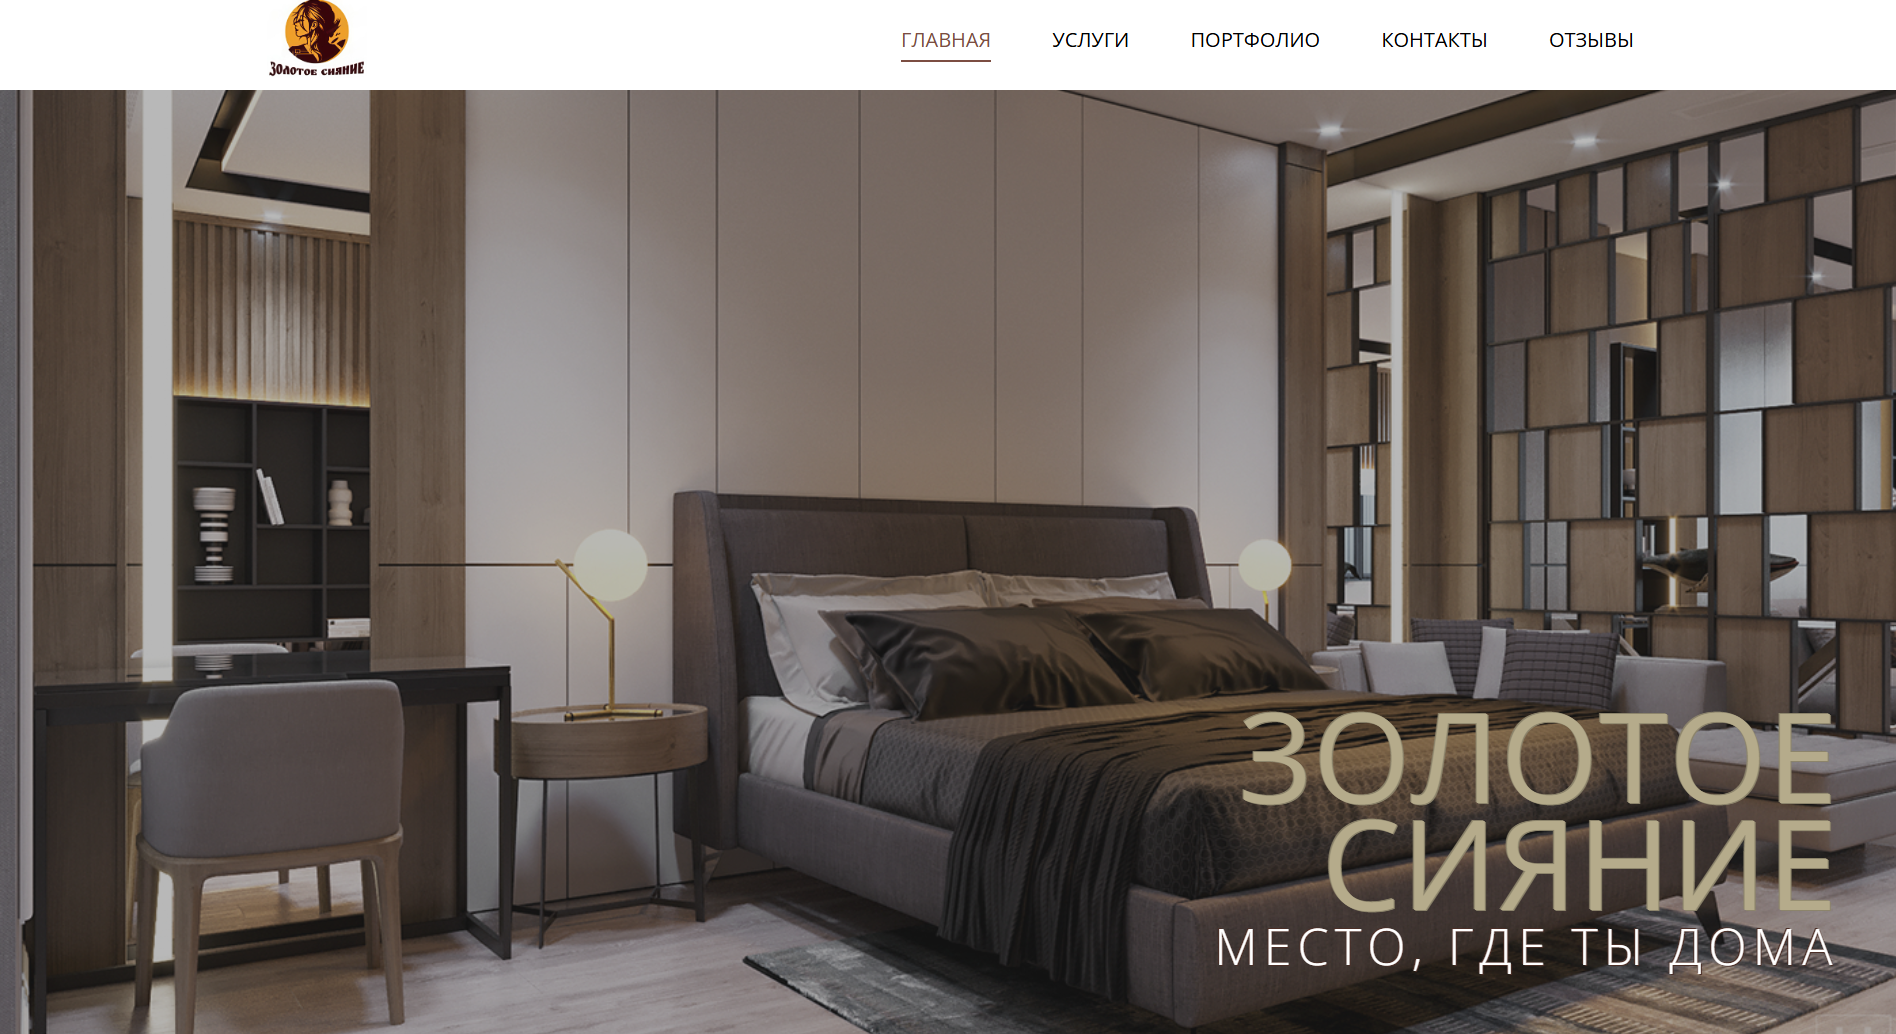 ЗОЛОТОЕ СИЯНИЕ
ГЛАВНАЯ УСЛУГИ ПОРТФОЛИО КОНТАКТЫ ОТЗЫВЫ
ЗОЛОТОЕ
СИЯНИЕ
МЕСТО, ГДЕ ТЫ ДОМА